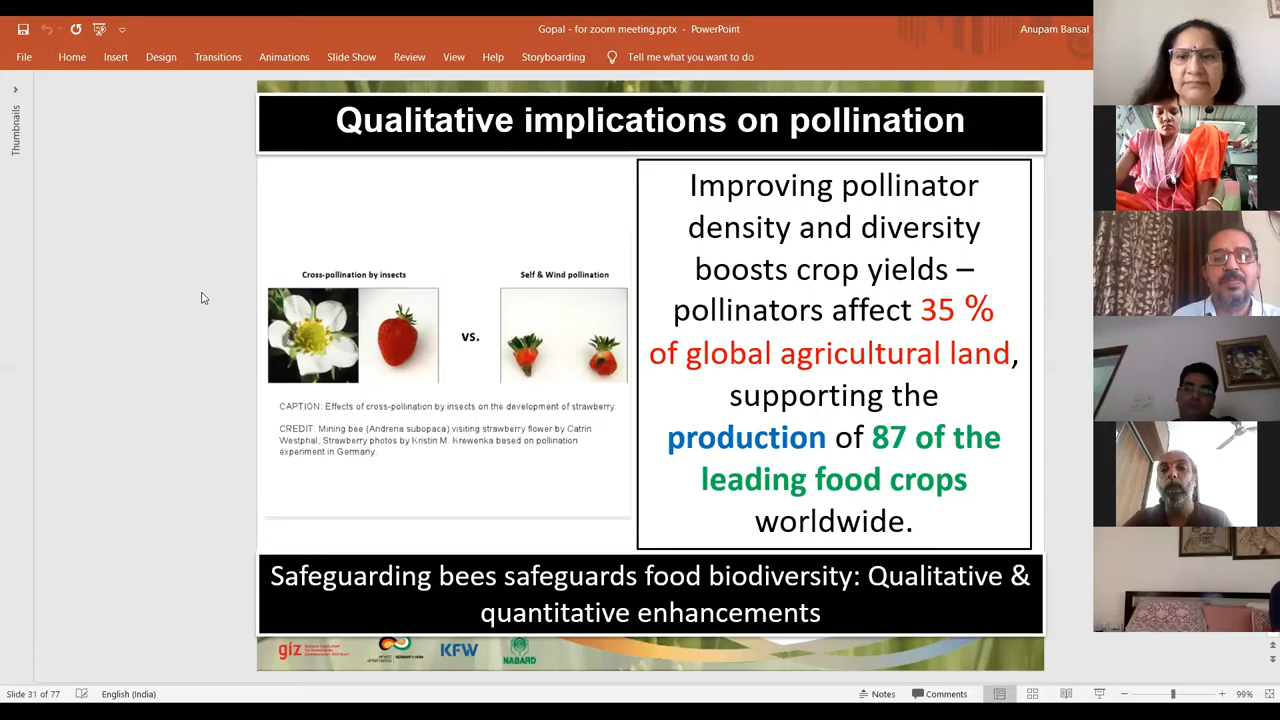 Gopal - for zoom meeting.pptx - PowerPoint
Anupam Bansal
File Home Insert Design Transitions Animations Slide Show Review View Help Storyboarding Tell me what you want to do
Thumbnails
Qualitative implications on pollination
Cross-pollination by insects
Self & Wind pollination
vs.
CAPTION: Effects of cross-pollination by insects on the development of strawberry.
CREDIT: Mining bee (Andrena subopaca) visiting strawberry flower by Catrin
Westphal, Strawberry photos by Kristin M. Krewenka based on pollination
experiment in Germany.
Improving pollinator
density and diversity
boosts crop yields –
pollinators affect 35 %
of global agricultural land,
supporting the
production of 87 of the
leading food crops
worldwide.
Safeguarding bees safeguards food biodiversity: Qualitative &
quantitative enhancements
giz
KFW
NABARD
Slide 31 of 77
English (India)
Notes
Comments
99%